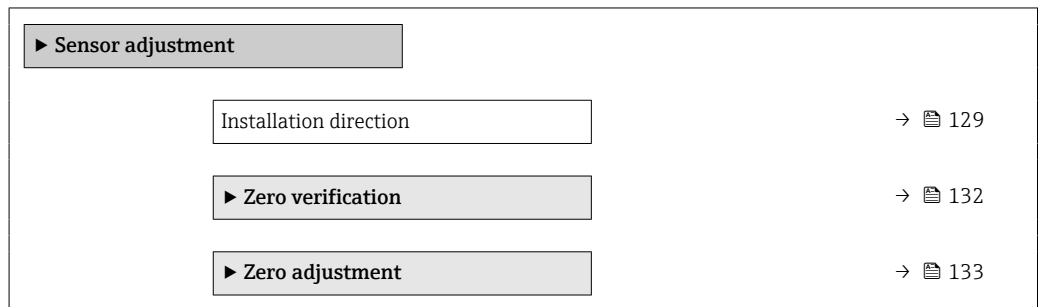 ▶ Sensor adjustment
Installation direction → 129
▶ Zero verification → 132
▶ Zero adjustment → 133